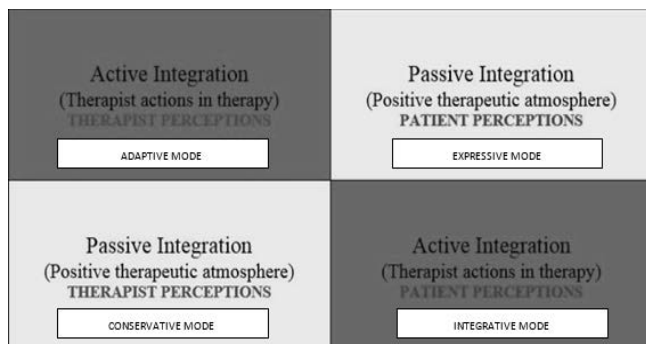 Active Integration
(Therapist actions in therapy)
THERAPIST PERCEPTIONS
ADAPTIVE MODE
Passive Integration
(Positive therapeutic atmosphere)
PATIENT PERCEPTIONS
EXPRESSIVE MODE
Passive Integration
(Positive therapeutic atmosphere)
THERAPIST PERCEPTIONS
CONSERVATIVE MODE
Active Integration
(Therapist actions in therapy)
PATIENT PERCEPTIONS
INTEGRATIVE MODE